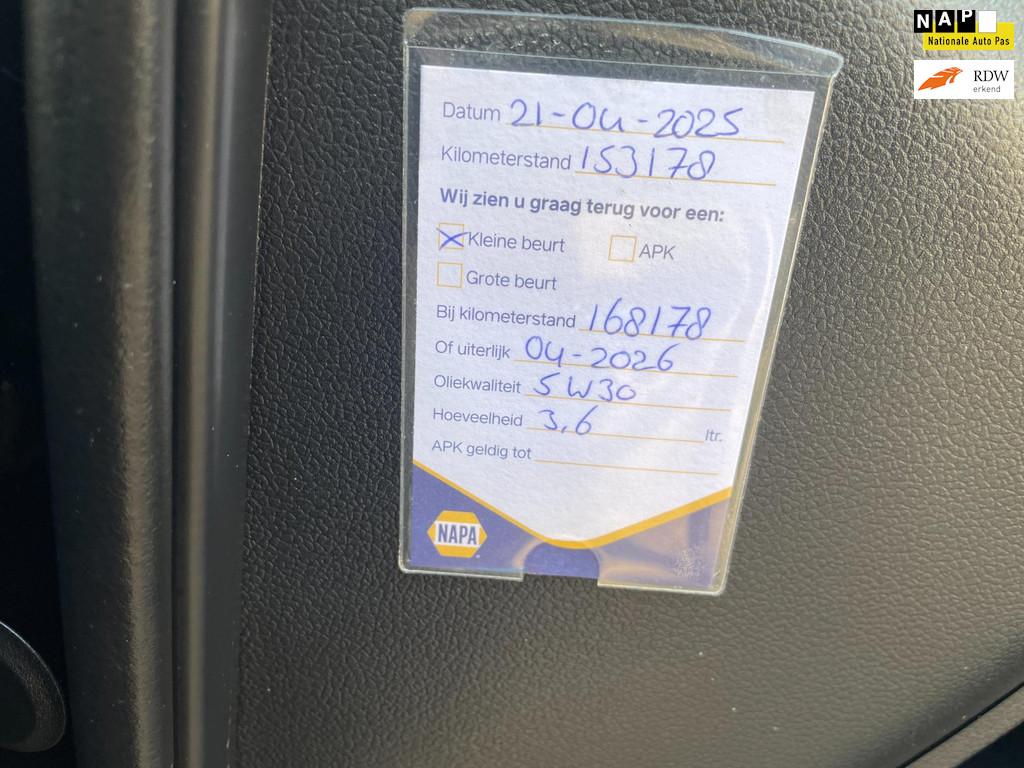 NAP
Nationale Auto Pas
RDW
erkend
Datum 21-04-2025
Kilometerstand 153178
Wij zien u graag terug voor een:
Kleine beurt APK
Grote beurt
Bij kilometerstand 168178
Of uiterlijk 04-2026
Oliekwaliteit 5W30
Hoeveelheid 3,6 ltr.
APK geldig tot
NAPA